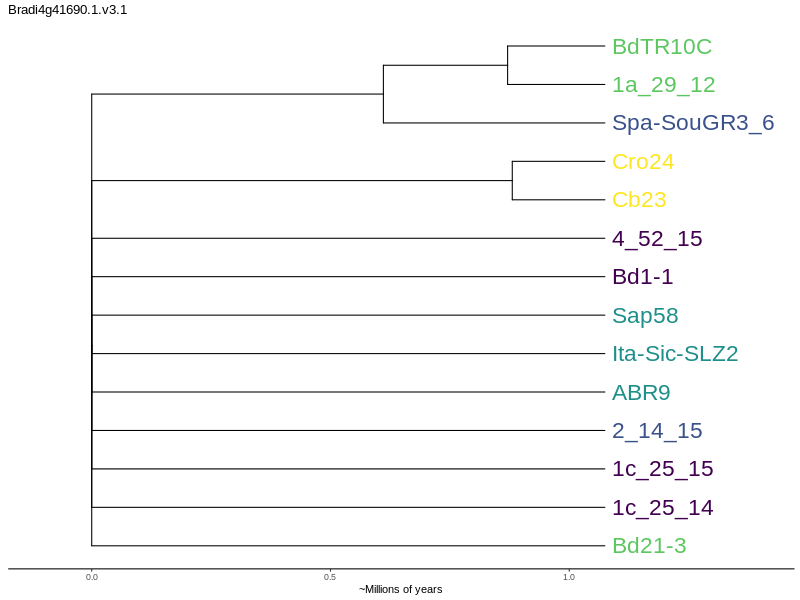 Bradi4g41690.1.v3.1
BdTR10C
1a_29_12
Spa-SouGR3_6
Cro24
Cb23
4_52_15
Bd1-1
Sap58
Ita-Sic-SLZ2
ABR9
2_14_15
1c_25_15
1c_25_14
Bd21-3
0.0 0.5 1.0
~Millions of years